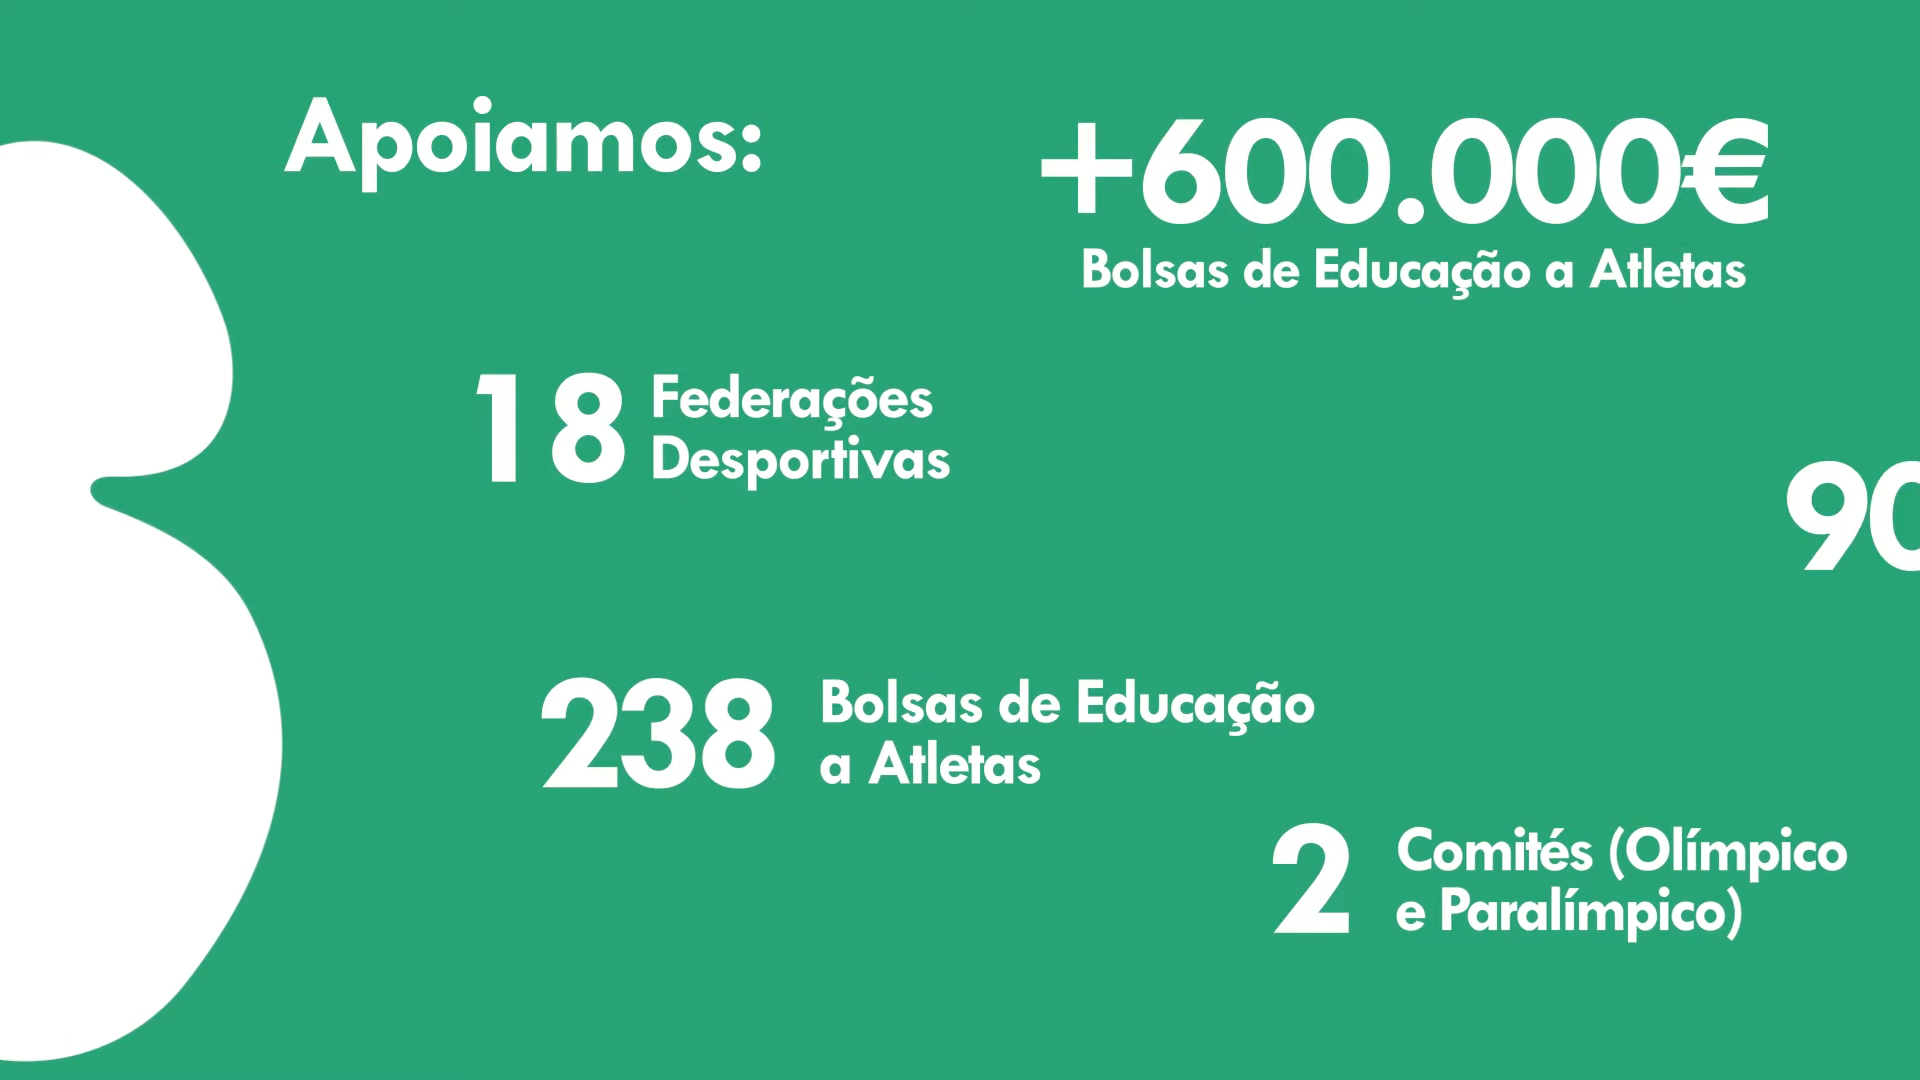 Apoiamos:
+600.000€
Bolsas de Educação a Atletas
18 Federações
Desportivas
90
238 Bolsas de Educação
a Atletas
2 Comités (Olímpico
e Paralímpico)